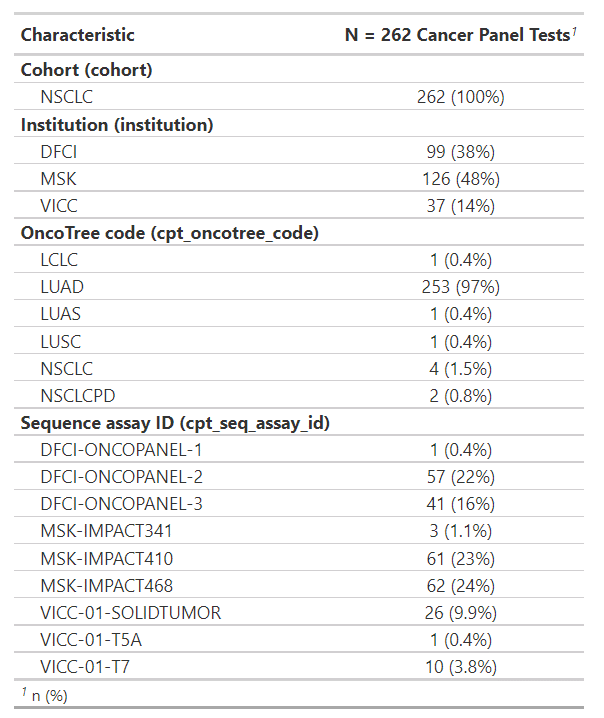 Characteristic N = 262 Cancer Panel Tests¹
Cohort (cohort)
NSCLC 262 (100%)
Institution (institution)
DFCI 99 (38%)
MSK 126 (48%)
VICC 37 (14%)
OncoTree code (cpt_oncotree_code)
LCLC 1 (0.4%)
LUAD 253 (97%)
LUAS 1 (0.4%)
LUSC 1 (0.4%)
NSCLC 4 (1.5%)
NSCLCPD 2 (0.8%)
Sequence assay ID (cpt_seq_assay_id)
DFCI-ONCOPANEL-1 1 (0.4%)
DFCI-ONCOPANEL-2 57 (22%)
DFCI-ONCOPANEL-3 41 (16%)
MSK-IMPACT341 3 (1.1%)
MSK-IMPACT410 61 (23%)
MSK-IMPACT468 62 (24%)
VICC-01-SOLIDTUMOR 26 (9.9%)
VICC-01-T5A 1 (0.4%)
VICC-01-T7 10 (3.8%)
¹ n (%)